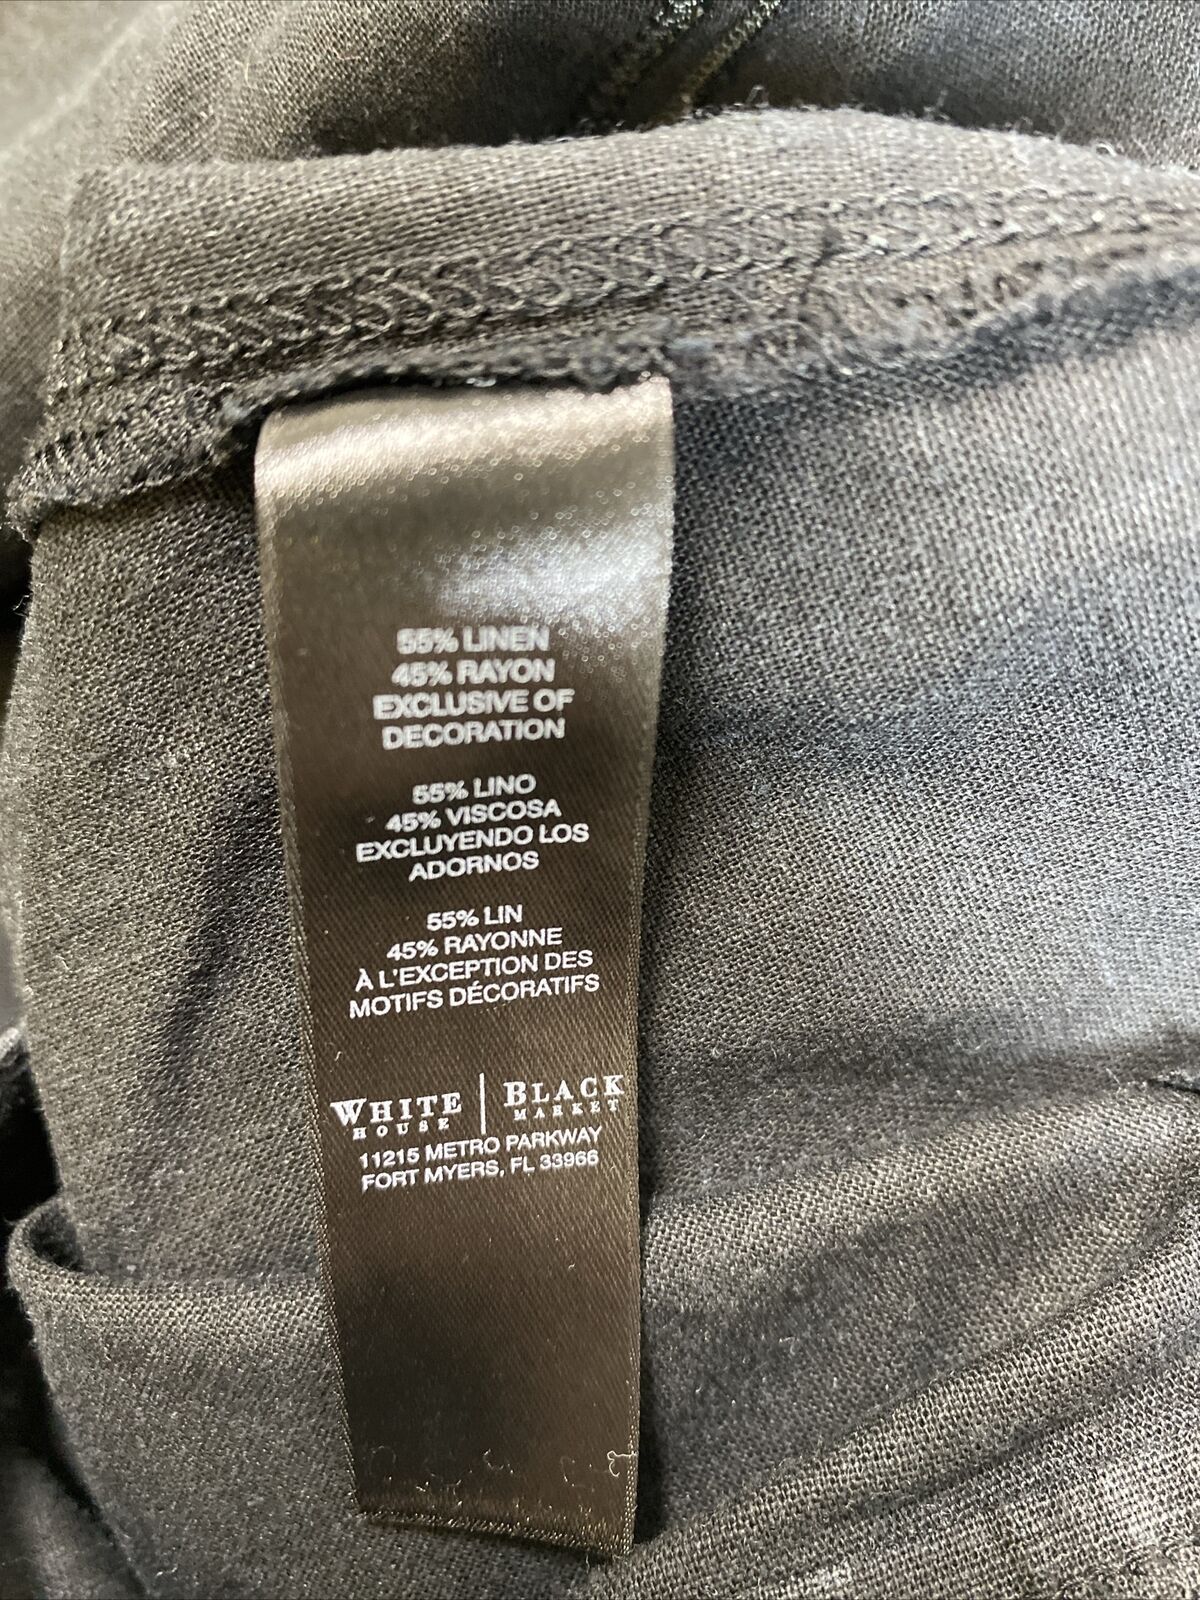 55% LINEN
45% RAYON
EXCLUSIVE OF
DECORATION
55% LINO
45% VISCOSA
EXCLUYENDO LOS
ADORNOS
55% LIN
45% RAYONNE
À L'EXCEPTION DES
MOTIFS DÉCORATIFS
WHITE | BLACK
HOUSE MARKET
11215 METRO PARKWAY
FORT MYERS, FL 33966